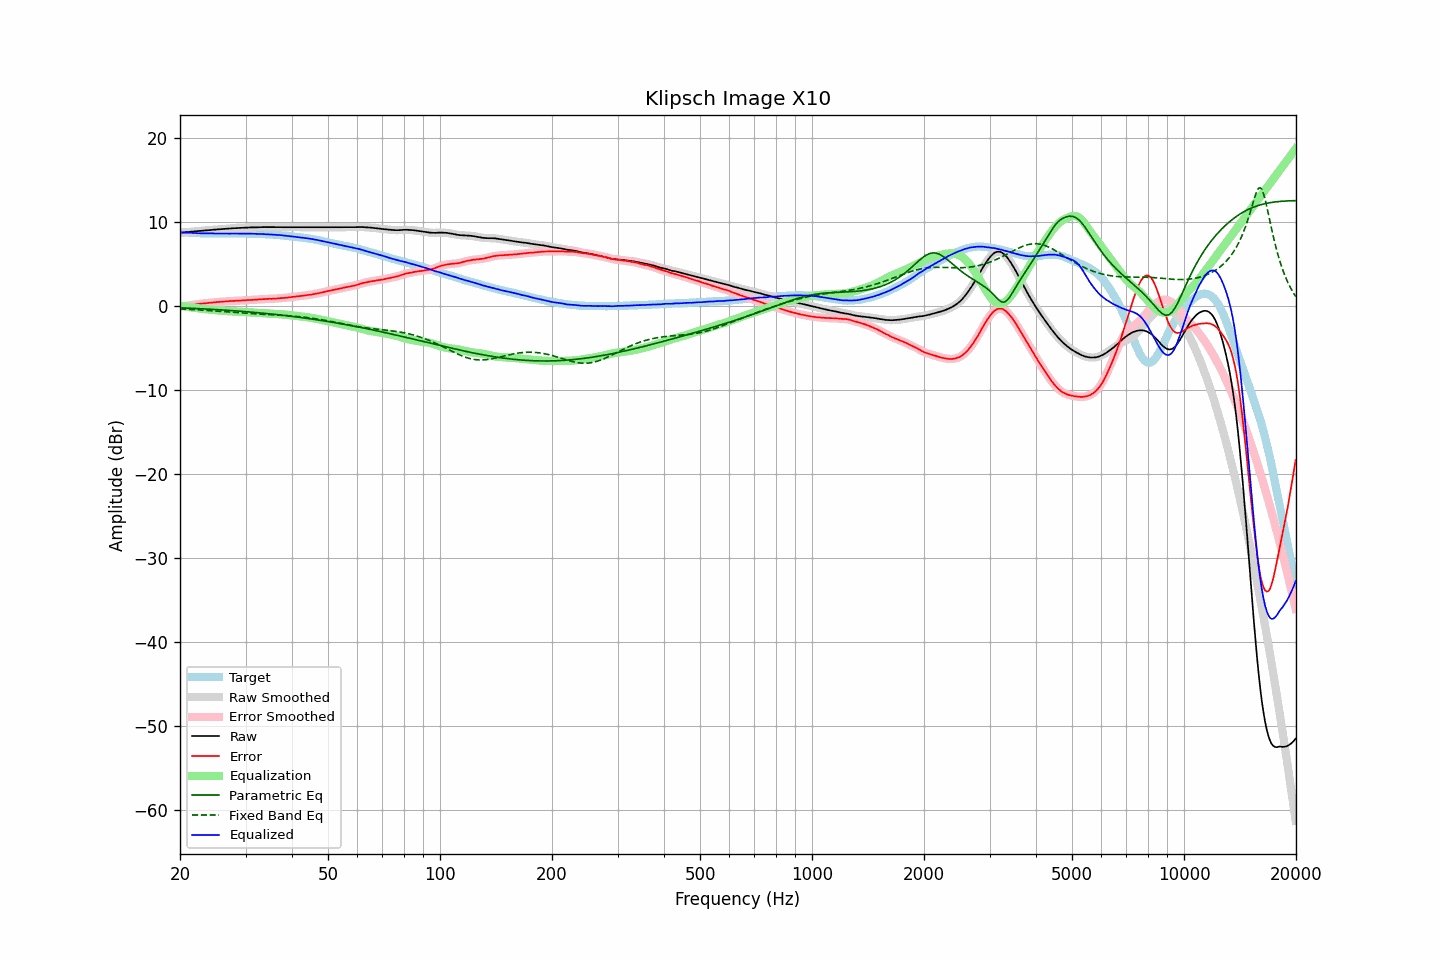 Klipsch Image X10
Amplitude (dBr)
20
10
0
−10
−20
−30
−40
−50
−60
Target
Raw Smoothed
Error Smoothed
Raw
Error
Equalization
Parametric Eq
Fixed Band Eq
Equalized
20 50 100 200 500 1000 2000 5000 10000 20000
Frequency (Hz)